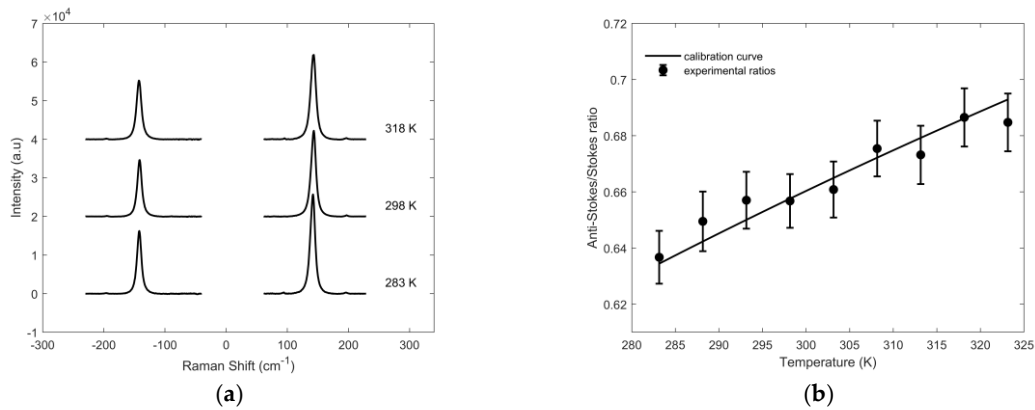 ×10⁴
7
6
5
4
3
2
1
0
-1
Intensity (a.u)
318 K
298 K
283 K
-300 -200 -100 0 100 200 300
Raman Shift (cm⁻¹)
(a)
0.72
0.7
0.68
0.66
0.64
0.62
Anti-Stokes/Stokes ratio
calibration curve
experimental ratios
280 285 290 295 300 305 310 315 320 325
Temperature (K)
(b)